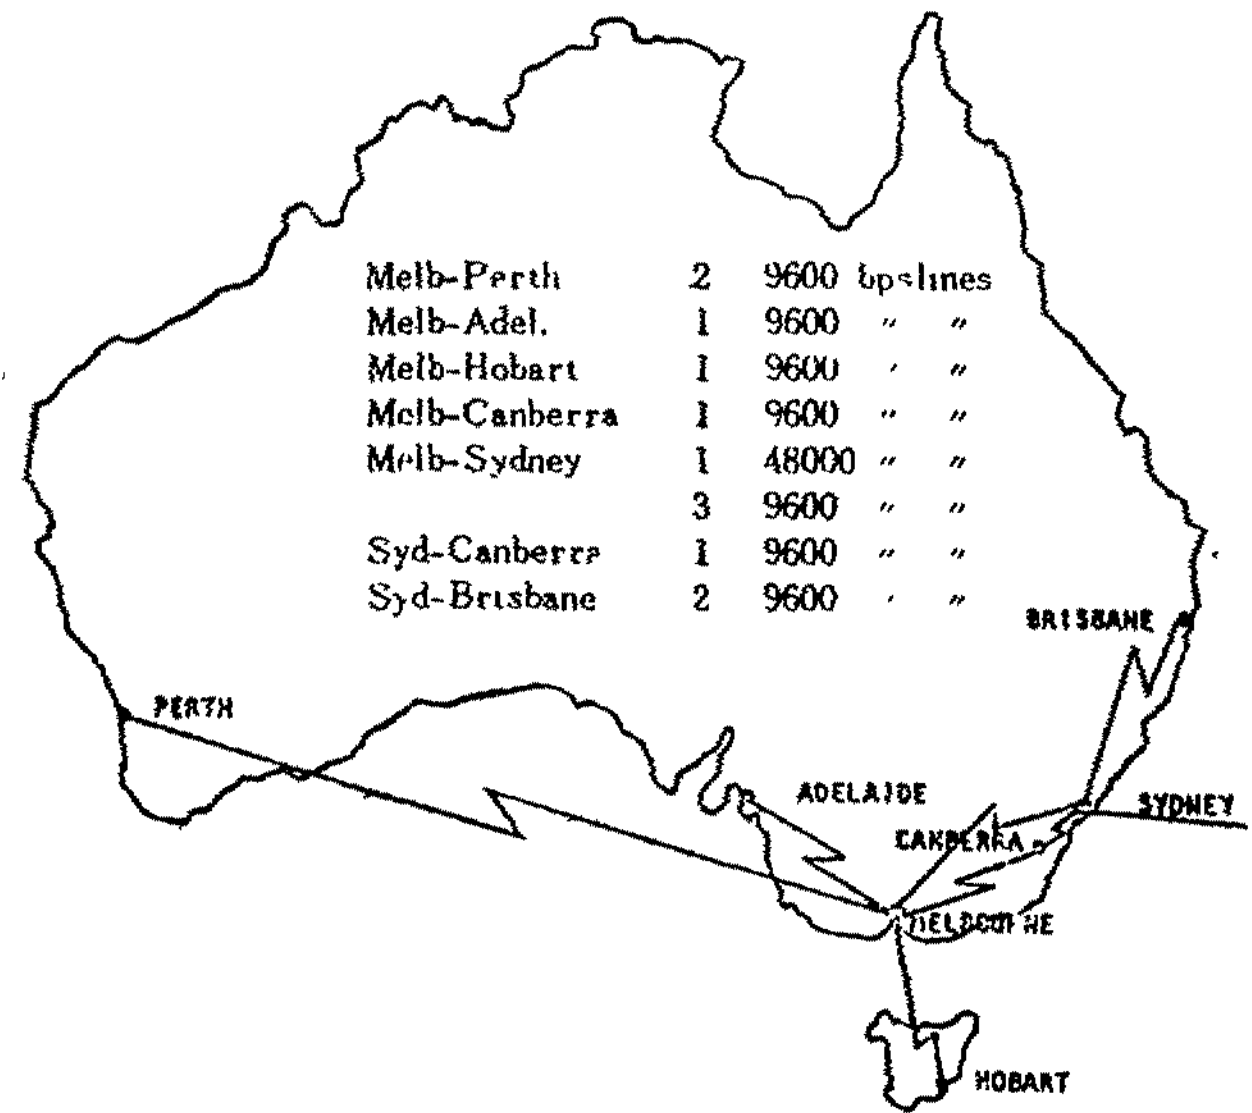 Melb-Perth 2 9600 bps lines
Melb-Adel. 1 9600 " "
Melb-Hobart 1 9600 " "
Melb-Canberra 1 9600 " "
Melb-Sydney 1 48000 " "
3 9600 " "
Syd-Canberra 1 9600 " "
Syd-Brisbane 2 9600 " "
BRISBANE
PERTH
ADELAIDE
SYDNEY
CANBERRA
MELBOURNE
HOBART